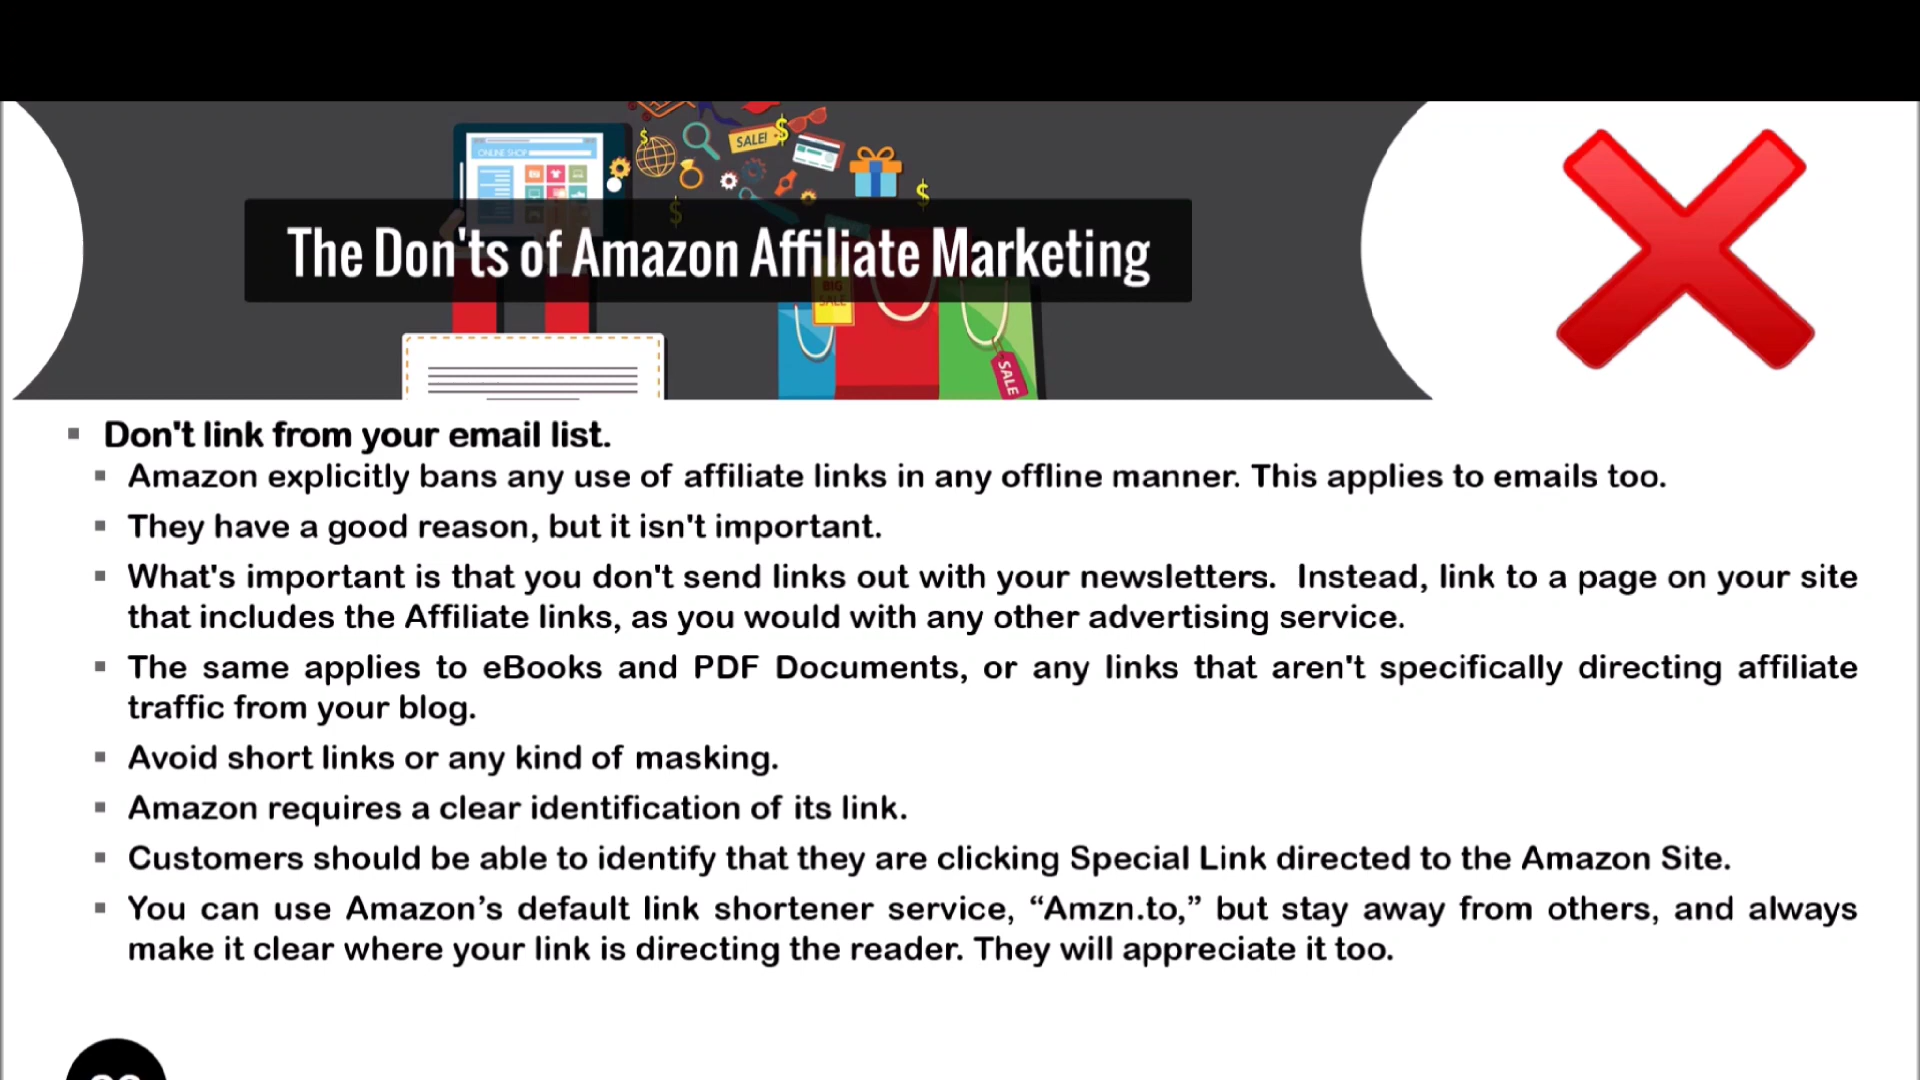 ONLINE SHOP
SALE!
The Don'ts of Amazon Affiliate Marketing
BIG
SALE
SALE
Don't link from your email list.
Amazon explicitly bans any use of affiliate links in any offline manner. This applies to emails too.
They have a good reason, but it isn't important.
What's important is that you don't send links out with your newsletters. Instead, link to a page on your site
that includes the Affiliate links, as you would with any other advertising service.
The same applies to eBooks and PDF Documents, or any links that aren't specifically directing affiliate
traffic from your blog.
Avoid short links or any kind of masking.
Amazon requires a clear identification of its link.
Customers should be able to identify that they are clicking Special Link directed to the Amazon Site.
You can use Amazon’s default link shortener service, “Amzn.to,” but stay away from others, and always
make it clear where your link is directing the reader. They will appreciate it too.